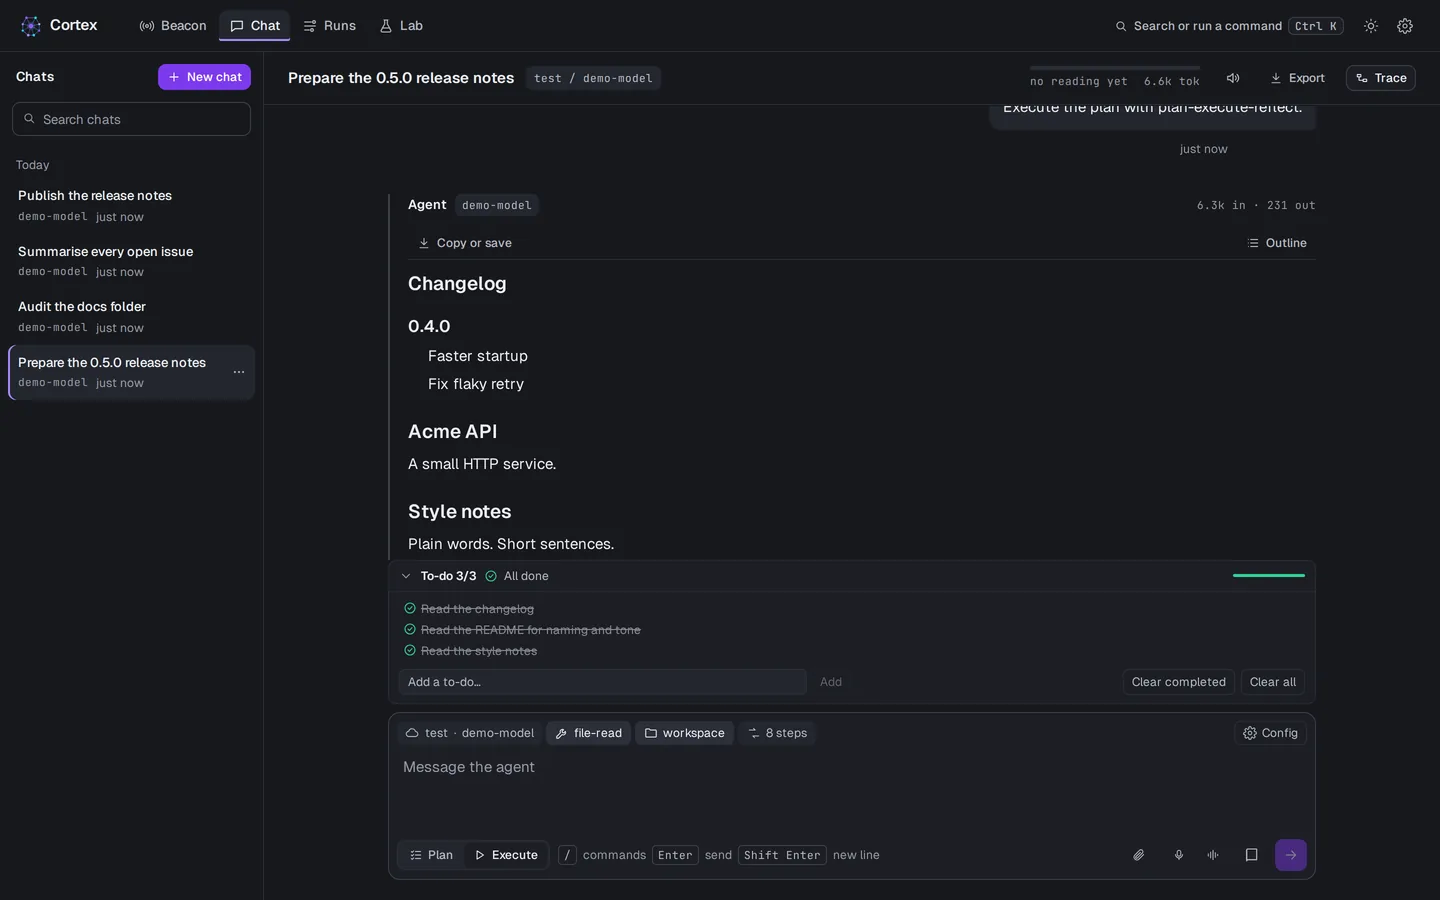 Cortex
Beacon
Chat
Runs
Lab
Search or run a command Ctrl K
Chats
New chat
Search chats
Today
Publish the release notes
demo-model just now
Summarise every open issue
demo-model just now
Audit the docs folder
demo-model just now
Prepare the 0.5.0 release notes
demo-model just now
Prepare the 0.5.0 release notes test / demo-model
no reading yet 6.6k tok
Export
Trace
Execute the plan with plan-execute-reflect.
just now
Agent demo-model
6.3k in · 231 out
Copy or save
Outline
Changelog
0.4.0
Faster startup
Fix flaky retry
Acme API
A small HTTP service.
Style notes
Plain words. Short sentences.
To-do 3/3 All done
Read the changelog
Read the README for naming and tone
Read the style notes
Add a to-do...
Add
Clear completed
Clear all
test · demo-model
file-read
workspace
8 steps
Config
Message the agent
Plan
Execute
/ commands Enter send Shift Enter new line